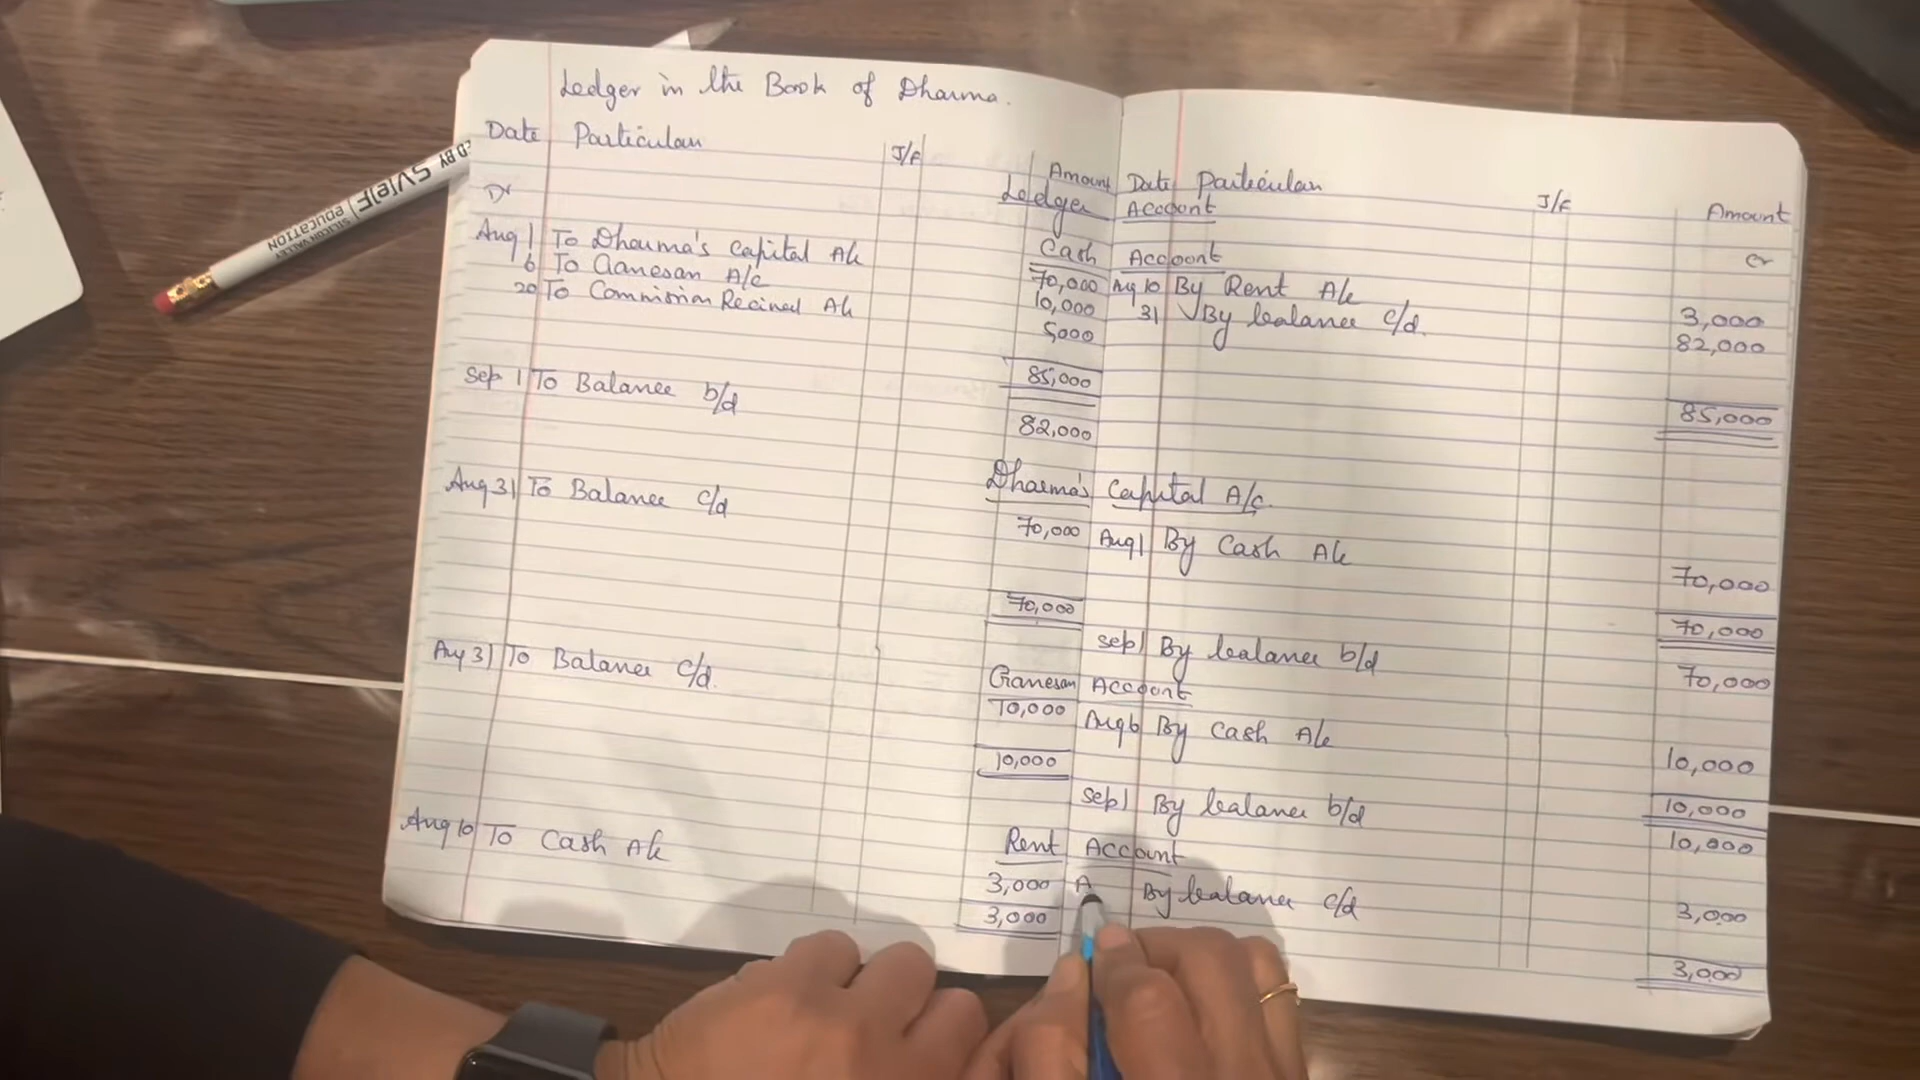 Ledger in the Book of Dharma.
Date Particulars J/F Amount Date Particulars J/F Amount
Dr Ledger Account Cr
Cash Account
Aug 1 To Dharma's Capital A/c 70,000 Aug 10 By Rent A/c 3,000
6 To Ganesan A/c 10,000 31 By balance c/d. 82,000
20 To Commission Recived A/c 5000
85,000 85,000
Sep 1 To Balance b/d 82,000
Dharma's Capital A/c.
Aug 31 To Balance c/d 70,000 Aug 1 By Cash A/c 70,000
70,000 70,000
Sep 1 By balance b/d 70,000
Ganesan Account
Aug 31 To Balance c/d. 10,000 Aug 6 By Cash A/c 10,000
10,000 10,000
Sep 1 By balance b/d 10,000
Rent Account
Aug 10 To Cash A/c 3,000 A By balance c/d 3,000
3,000 3,000
SV[e]F SILICON VALLEY EDUCATION